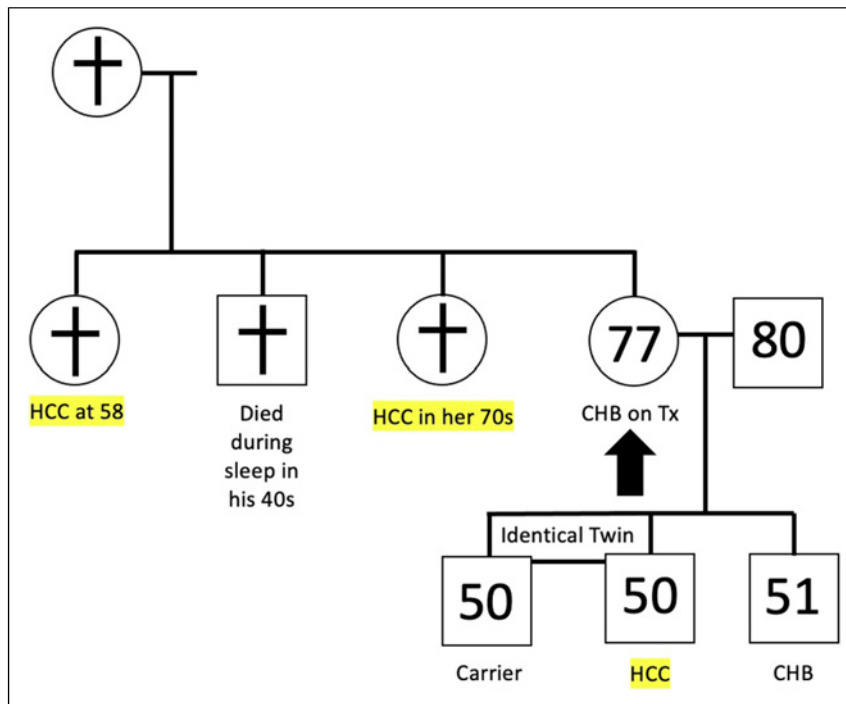 77
80
HCC at 58
Died
during
sleep in
his 40s
HCC in her 70s
CHB on Tx
Identical Twin
50
50
51
Carrier
HCC
CHB